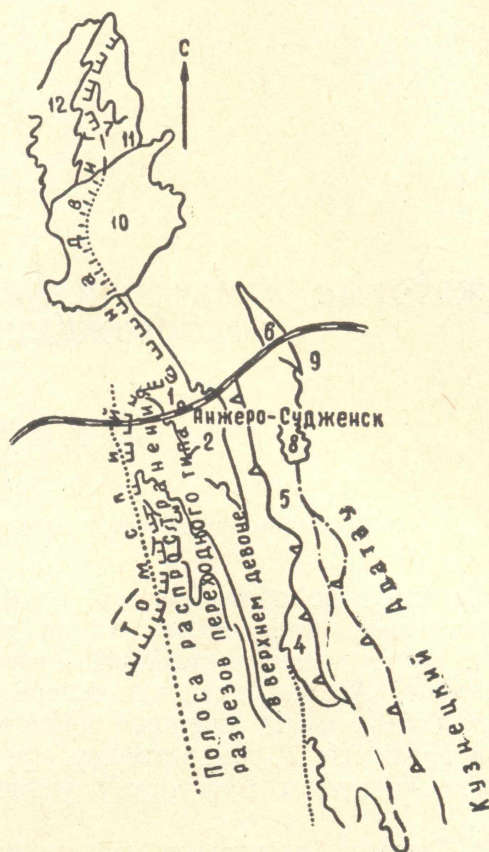 С
12
11
10
Томский надвиг
6
9
1
Анжеро-Судженск
2
8
5
4
Полоса распространения
разрезов переходного типа
в верхнем девоне
Кузнецкий Алатау